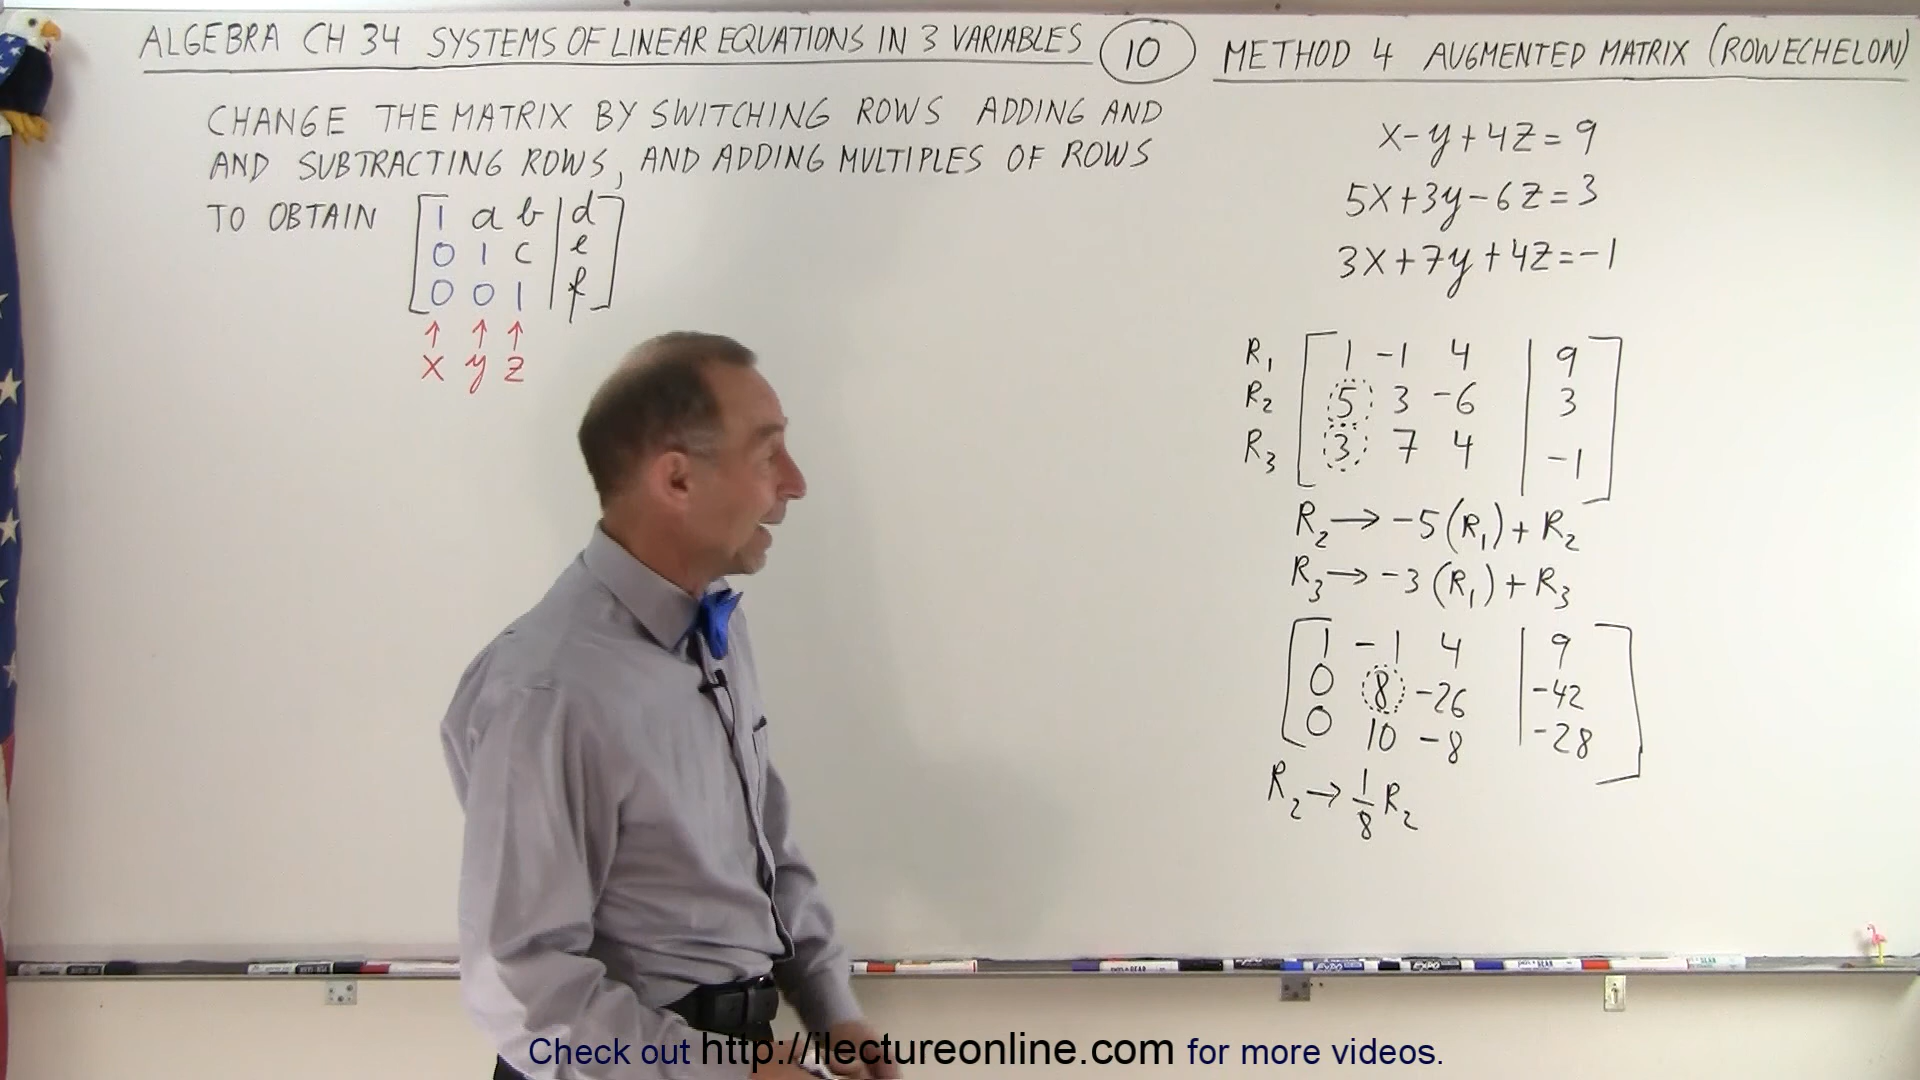 ALGEBRA CH 34 SYSTEMS OF LINEAR EQUATIONS IN 3 VARIABLES 10 METHOD 4 AUGMENTED MATRIX (ROW ECHELON)
CHANGE THE MATRIX BY SWITCHING ROWS ADDING AND
AND SUBTRACTING ROWS, AND ADDING MULTIPLES OF ROWS
TO OBTAIN
1 a b | d
0 1 c | e
0 0 1 | f
↑ ↑ ↑
x y z
x-y+4z=9
5x+3y-6z=3
3x+7y+4z=-1
R1 1 -1 4 | 9
R2 5 3 -6 | 3
R3 3 7 4 | -1
R2→-5(R1)+R2
R3→-3(R1)+R3
1 -1 4 | 9
0 8 -26 | -42
0 10 -8 | -28
R2→1/8 R2
Check out http://ilectureonline.com for more videos.